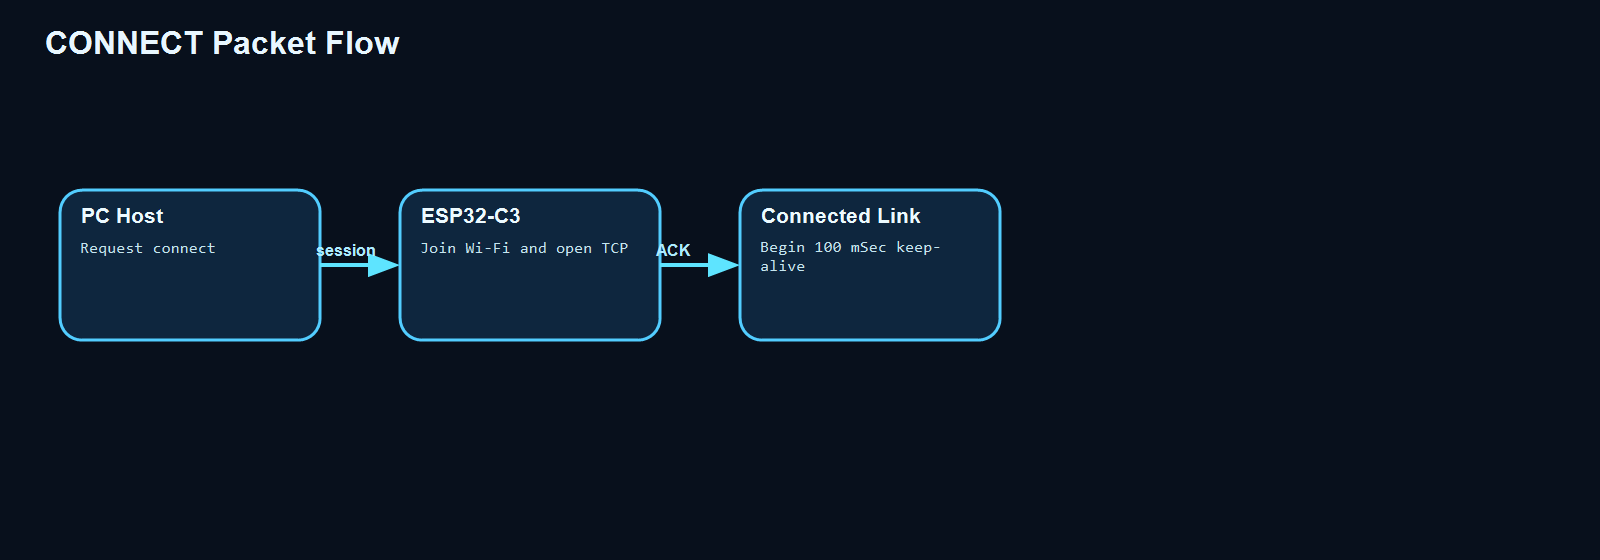 CONNECT Packet Flow
PC Host
Request connect
session
ESP32-C3
Join Wi-Fi and open TCP
ACK
Connected Link
Begin 100 mSec keep-
alive